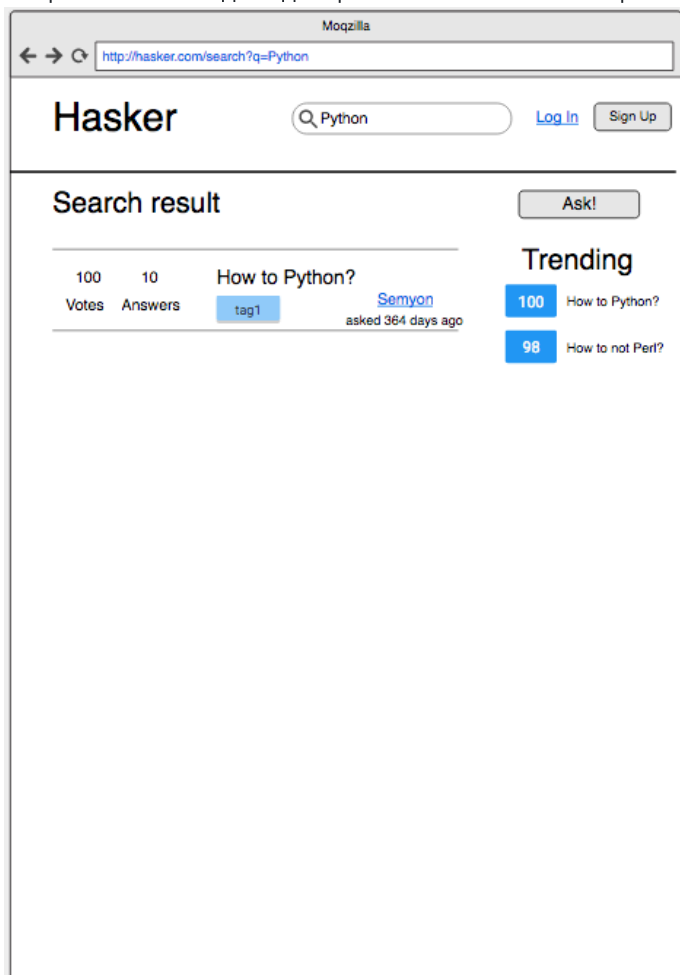 Moqzilla
http://hasker.com/search?q=Python
Hasker
Python
Log In
Sign Up
Search result
Ask!
100 10 How to Python?
Votes Answers tag1 Semyon
asked 364 days ago
Trending
100 How to Python?
98 How to not Perl?